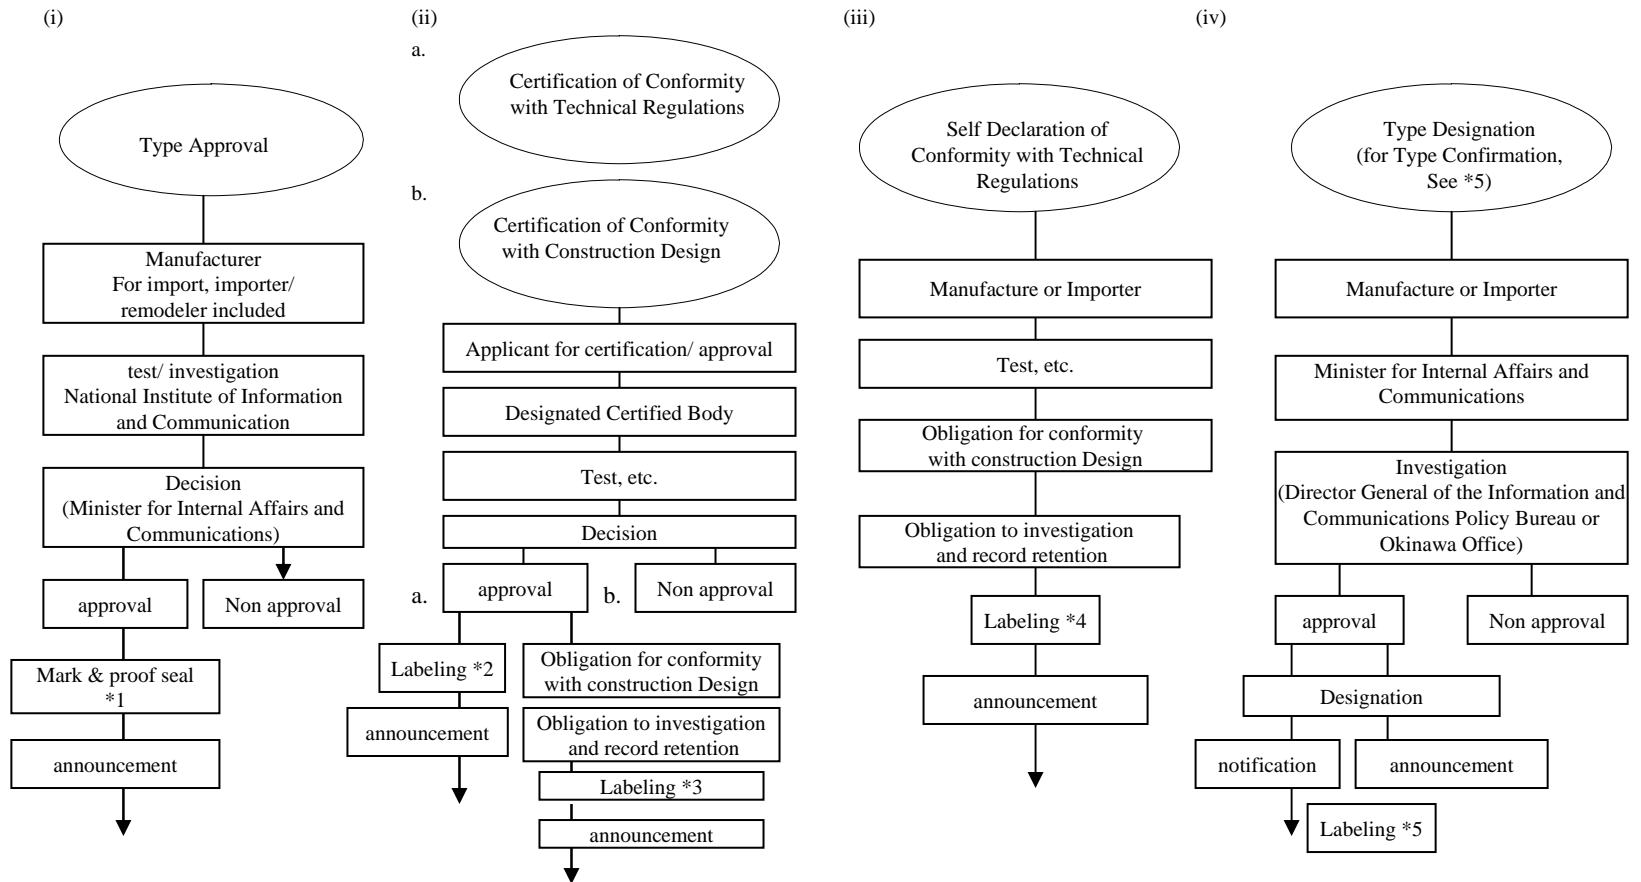 (i)
Type Approval
Manufacturer
For import, importer/
remodeler included
test/ investigation
National Institute of Information
and Communication
Decision
(Minister for Internal Affairs and
Communications)
approval
Non approval
Mark & proof seal
*1
announcement
(ii)
a.
Certification of Conformity
with Technical Regulations
b.
Certification of Conformity
with Construction Design
Applicant for certification/ approval
Designated Certified Body
Test, etc.
Decision
a.
approval
b.
Non approval
Labeling *2
announcement
Obligation for conformity
with construction Design
Obligation to investigation
and record retention
Labeling *3
announcement
(iii)
Self Declaration of
Conformity with Technical
Regulations
Manufacture or Importer
Test, etc.
Obligation for conformity
with construction Design
Obligation to investigation
and record retention
Labeling *4
announcement
(iv)
Type Designation
(for Type Confirmation,
See *5)
Manufacture or Importer
Minister for Internal Affairs and
Communications
Investigation
(Director General of the Information and
Communications Policy Bureau or
Okinawa Office)
approval
Non approval
Designation
notification
announcement
Labeling *5